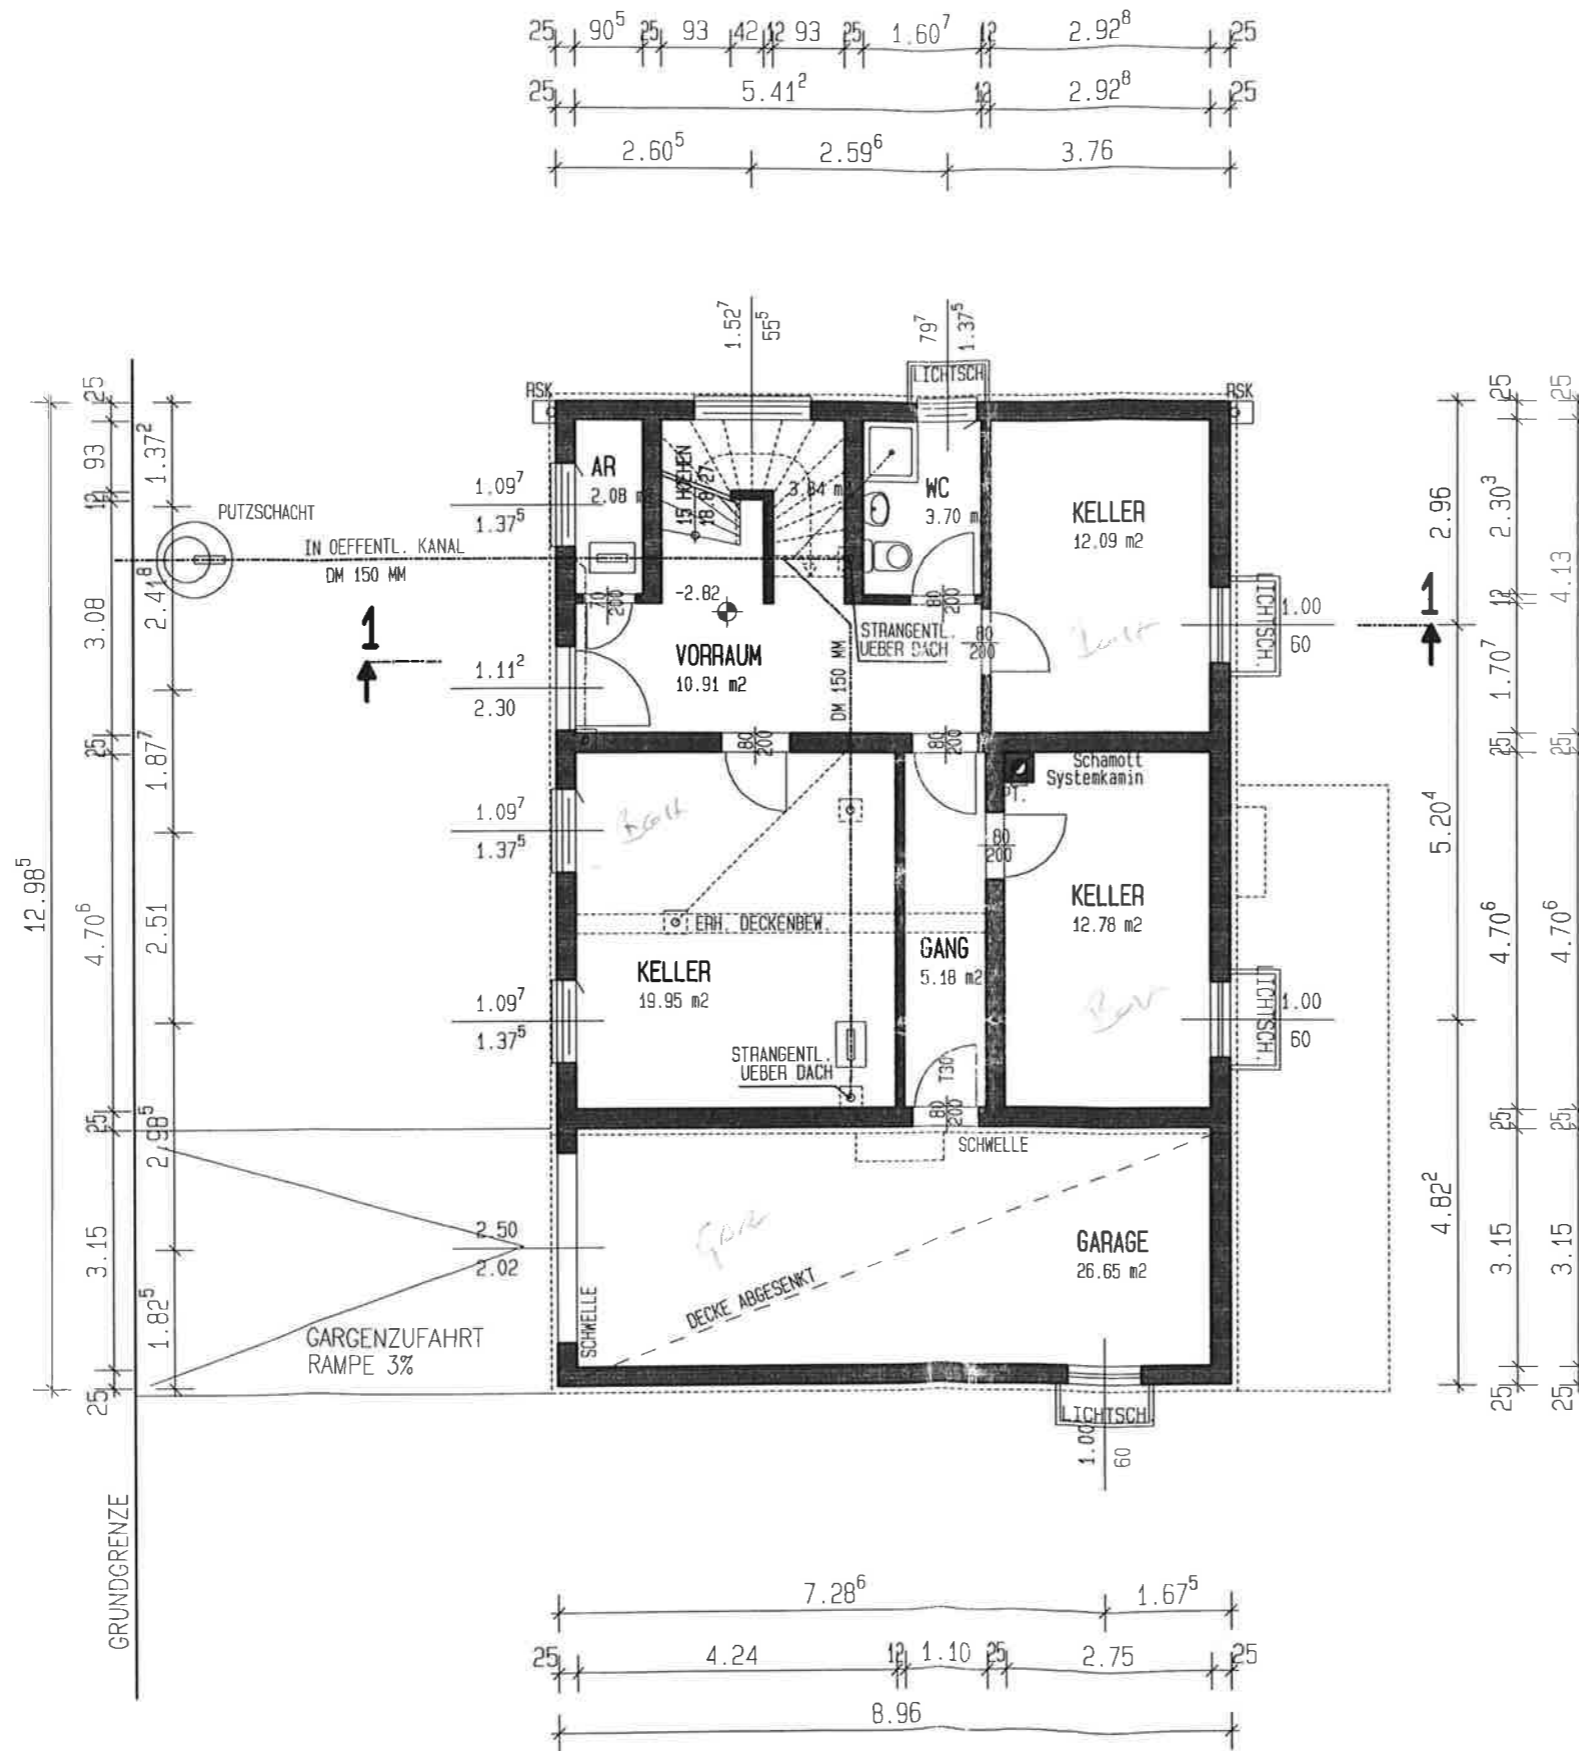 25 90⁵ 25 93 42 12 93 25 1.60⁷ 12 2.92⁸ 25
25 5.41² 12 2.92⁸ 25
2.60⁵ 2.59⁶ 3.76
1.52⁷
55⁵
79⁷
1.37⁵
LICHTSCH
RSK
RSK
12.98⁵
25 93 12 3.08 25 4.70⁶ 25 3.15 25
1.37² 2.41⁸ 1.87⁷ 2.51 2.98⁵ 1.82⁵
PUTZSCHACHT
IN OEFFENTL. KANAL
DM 150 MM
1
1
1.09⁷
1.37⁵
1.11²
2.30
1.09⁷
1.37⁵
1.09⁷
1.37⁵
2.50
2.02
AR
2.08 m
70
200
15 HOEHEN
18.8/27
3.84 m
WC
3.70 m
80
200
KELLER
12.09 m2
-2.82
VORRAUM
10.91 m2
STRANGENTL.
UEBER DACH
DM 150 MM
80
200
80
200
80
200
Schamott
Systemkamin
PT.
80
200
KELLER
12.78 m2
ERH. DECKENBEW.
KELLER
19.95 m2
GANG
5.18 m2
STRANGENTL.
UEBER DACH
T30
80
200
SCHWELLE
GARAGE
26.65 m2
DECKE ABGESENKT
SCHWELLE
GARGENZUFAHRT
RAMPE 3%
LICHTSCH.
1.00
60
LICHTSCH.
1.00
60
LICHTSCH
1.00
60
2.96 5.20⁴ 4.82²
25 2.30³ 12 1.70⁷ 25 4.70⁶ 25 3.15 25
25 4.13 25 4.70⁶ 25 3.15 25
GRUNDGRENZE
7.28⁶ 1.67⁵
25 4.24 12 1.10 25 2.75 25
8.96